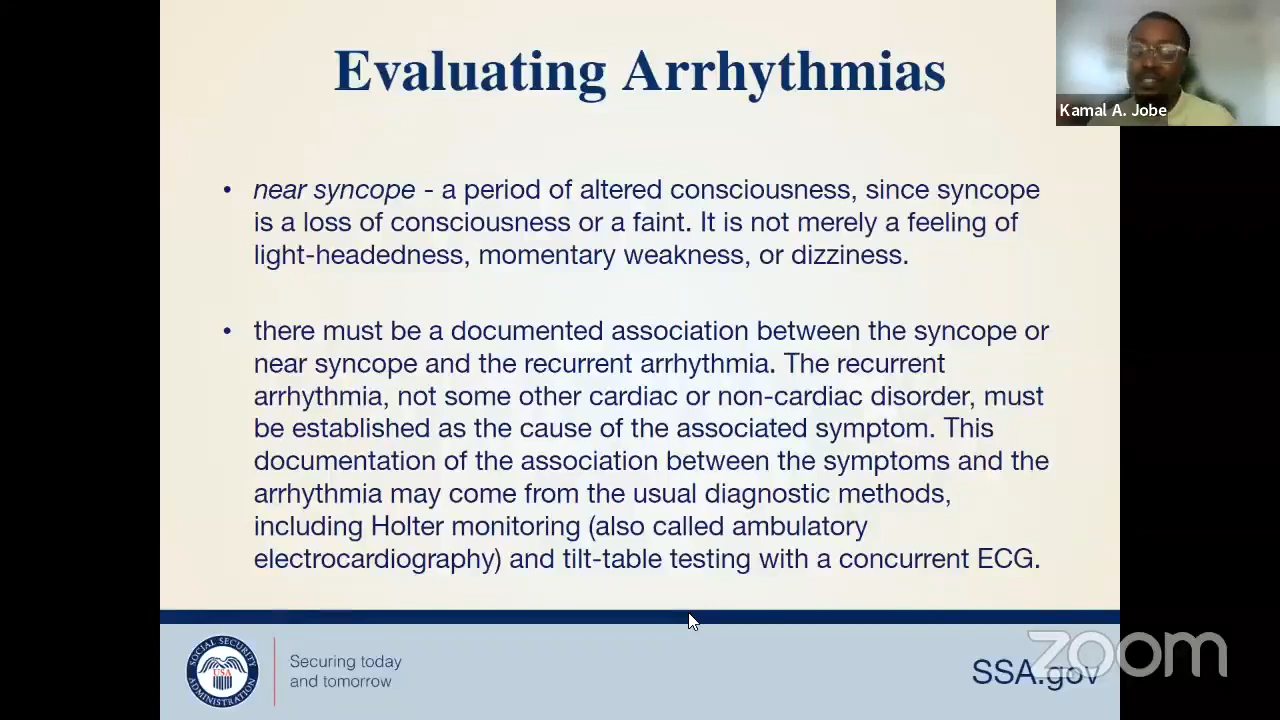 Evaluating Arrhythmias
Kamal A. Jobe
• near syncope - a period of altered consciousness, since syncope
is a loss of consciousness or a faint. It is not merely a feeling of
light-headedness, momentary weakness, or dizziness.
• there must be a documented association between the syncope or
near syncope and the recurrent arrhythmia. The recurrent
arrhythmia, not some other cardiac or non-cardiac disorder, must
be established as the cause of the associated symptom. This
documentation of the association between the symptoms and the
arrhythmia may come from the usual diagnostic methods,
including Holter monitoring (also called ambulatory
electrocardiography) and tilt-table testing with a concurrent ECG.
SOCIAL SECURITY
USA
ADMINISTRATION
Securing today
and tomorrow
SSA.gov
zoom